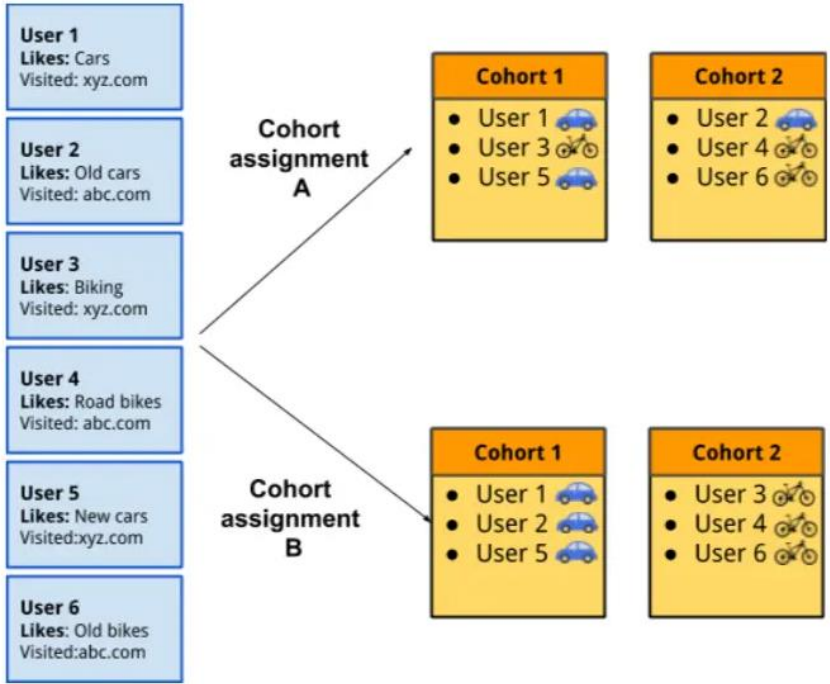 User 1
Likes: Cars
Visited: xyz.com
User 2
Likes: Old cars
Visited: abc.com
User 3
Likes: Biking
Visited: xyz.com
User 4
Likes: Road bikes
Visited: abc.com
User 5
Likes: New cars
Visited:xyz.com
User 6
Likes: Old bikes
Visited:abc.com
Cohort
assignment
A
Cohort 1
• User 1
• User 3
• User 5
Cohort 2
• User 2
• User 4
• User 6
Cohort
assignment
B
Cohort 1
• User 1
• User 2
• User 5
Cohort 2
• User 3
• User 4
• User 6